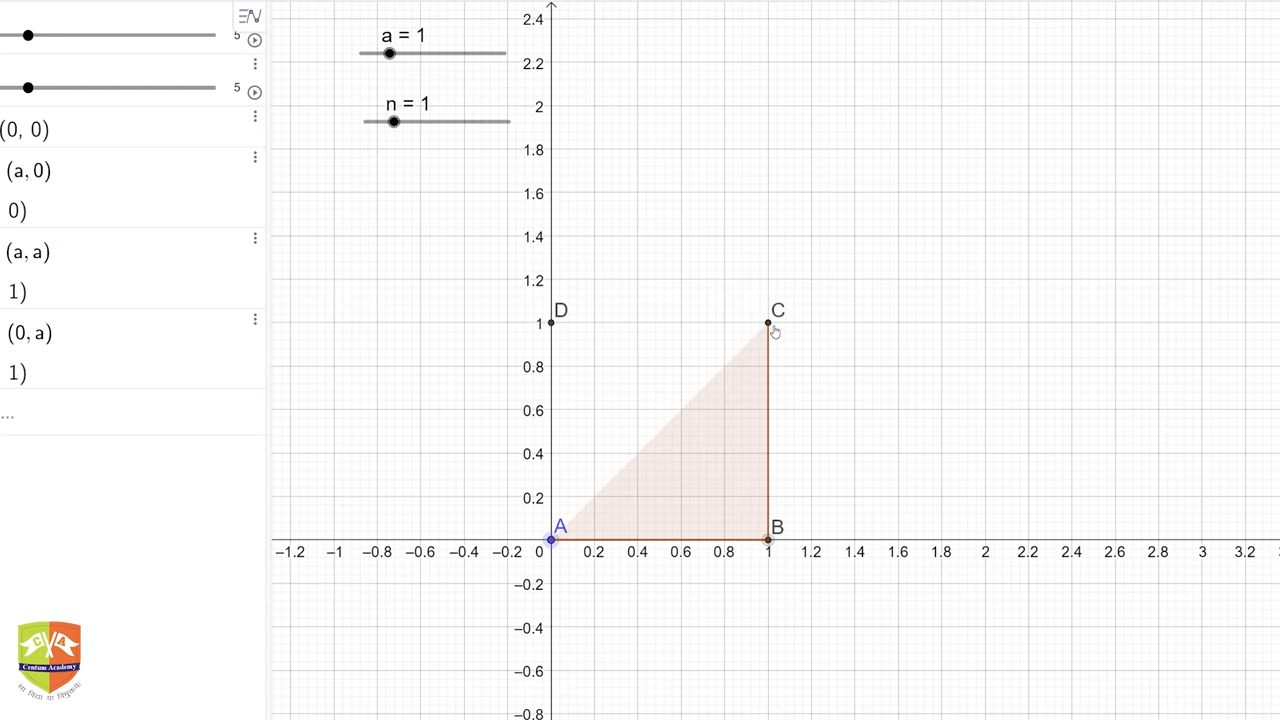 5
5
(0, 0)
(a, 0)
0)
(a, a)
1)
(0, a)
1)
...
a = 1
n = 1
2.4
2.2
2
1.8
1.6
1.4
1.2
1
0.8
0.6
0.4
0.2
D
C
A
B
–1.2 –1 –0.8 –0.6 –0.4 –0.2 0 0.2 0.4 0.6 0.8 1 1.2 1.4 1.6 1.8 2 2.2 2.4 2.6 2.8 3 3.2
–0.2
–0.4
–0.6
–0.8
C A
Centum Academy